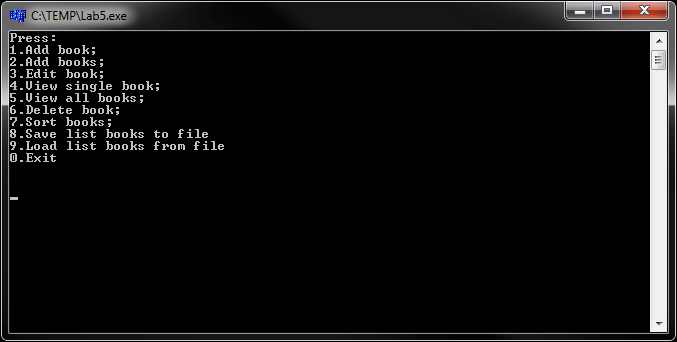 C:\TEMP\Lab5.exe
Press:
1.Add book;
2.Add books;
3.Edit book;
4.View single book;
5.View all books;
6.Delete book;
7.Sort books;
8.Save list books to file
9.Load list books from file
0.Exit